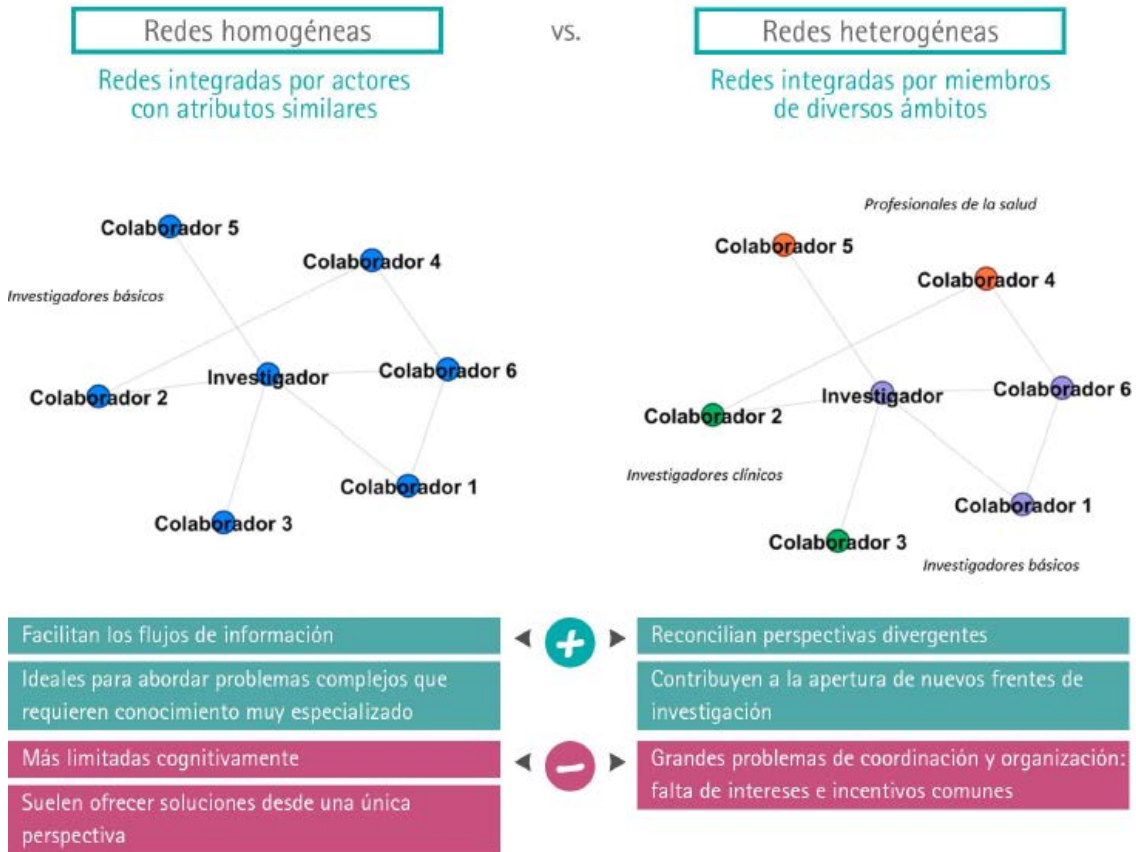 Redes homogéneas
vs.
Redes heterogéneas
Redes integradas por actores
con atributos similares
Redes integradas por miembros
de diversos ámbitos
Colaborador 5
Colaborador 4
Investigadores básicos
Investigador
Colaborador 6
Colaborador 2
Colaborador 1
Colaborador 3
Profesionales de la salud
Colaborador 5
Colaborador 4
Investigador
Colaborador 6
Colaborador 2
Investigadores clínicos
Colaborador 1
Colaborador 3
Investigadores básicos
Facilitan los flujos de información
Ideales para abordar problemas complejos que
requieren conocimiento muy especializado
+
Reconcilian perspectivas divergentes
Contribuyen a la apertura de nuevos frentes de
investigación
Más limitadas cognitivamente
Suelen ofrecer soluciones desde una única
perspectiva
−
Grandes problemas de coordinación y organización:
falta de intereses e incentivos comunes